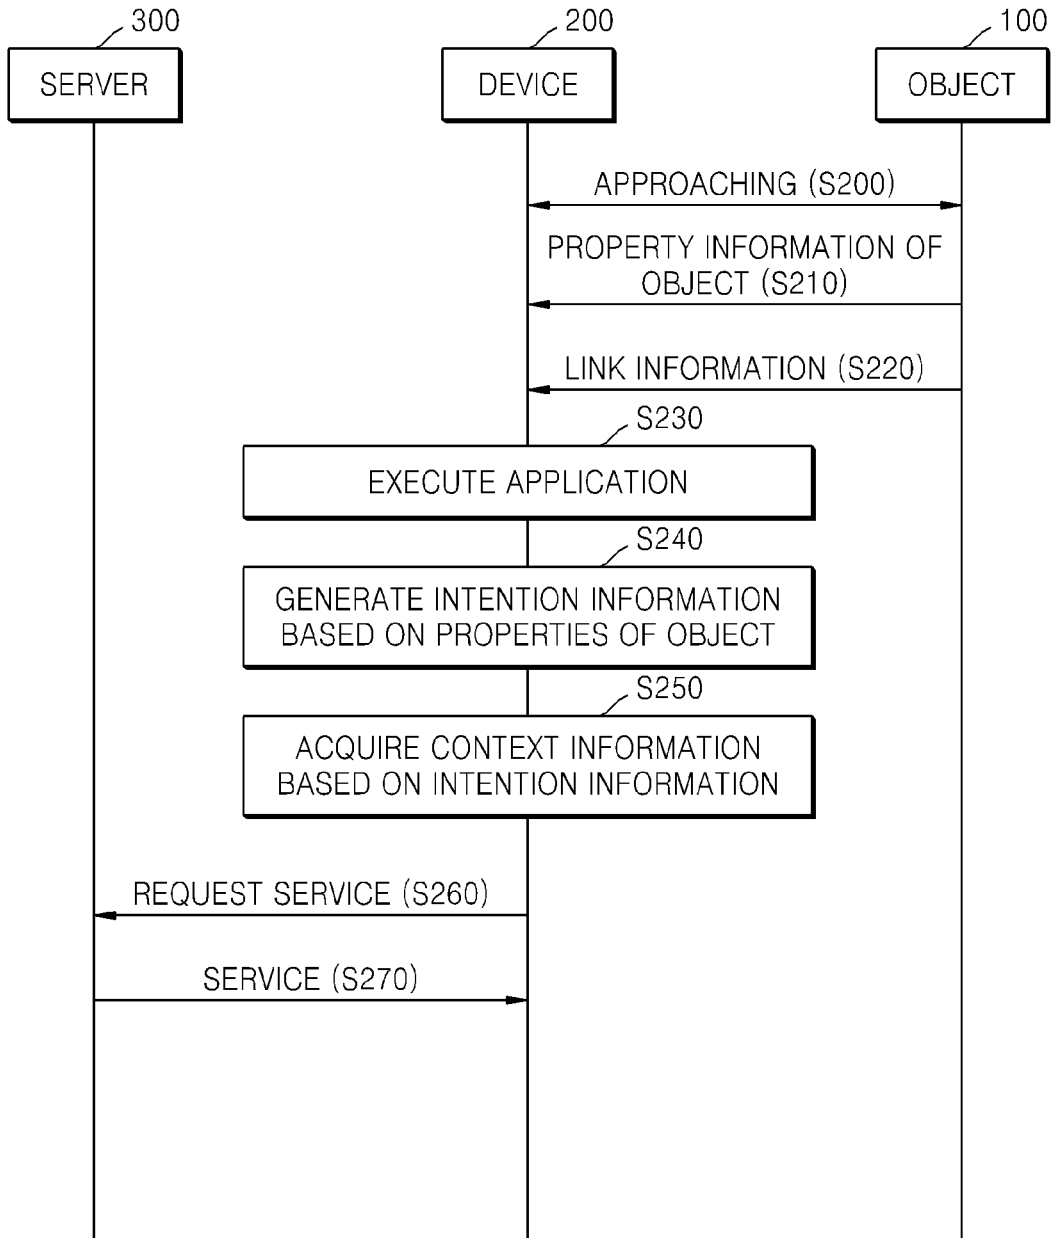 300
200
100
SERVER
DEVICE
OBJECT
APPROACHING (S200)
PROPERTY INFORMATION OF
OBJECT (S210)
LINK INFORMATION (S220)
S230
EXECUTE APPLICATION
S240
GENERATE INTENTION INFORMATION
BASED ON PROPERTIES OF OBJECT
S250
ACQUIRE CONTEXT INFORMATION
BASED ON INTENTION INFORMATION
REQUEST SERVICE (S260)
SERVICE (S270)